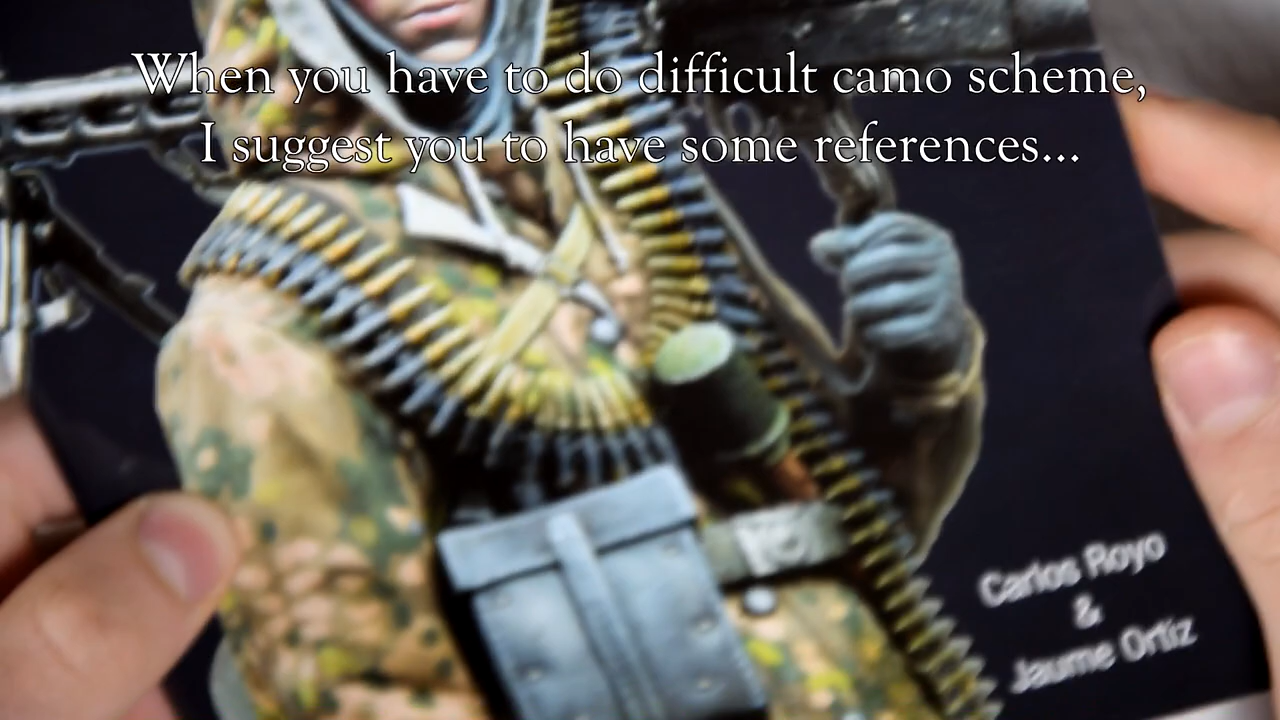 When you have to do difficult camo scheme,
I suggest you to have some references...
Carlos Royo
&
Jaume Ortiz